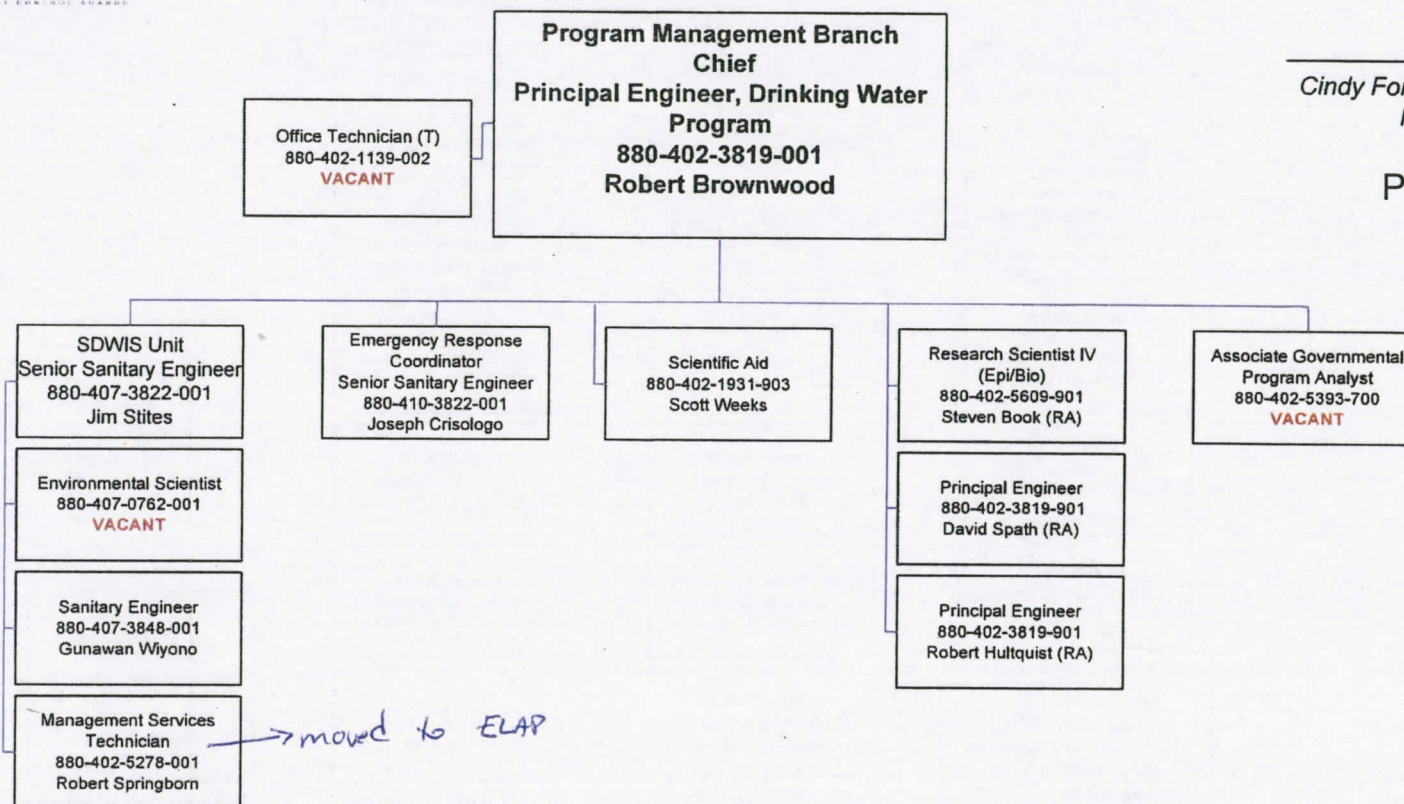 Program Management Branch
Chief
Principal Engineer, Drinking Water
Program
880-402-3819-001
Robert Brownwood
Cindy For
P
Office Technician (T)
880-402-1139-002
VACANT
SDWIS Unit
Senior Sanitary Engineer
880-407-3822-001
Jim Stites
Emergency Response
Coordinator
Senior Sanitary Engineer
880-410-3822-001
Joseph Crisologo
Scientific Aid
880-402-1931-903
Scott Weeks
Research Scientist IV
(Epi/Bio)
880-402-5609-901
Steven Book (RA)
Associate Governmental
Program Analyst
880-402-5393-700
VACANT
Environmental Scientist
880-407-0762-001
VACANT
Principal Engineer
880-402-3819-901
David Spath (RA)
Sanitary Engineer
880-407-3848-001
Gunawan Wiyono
Principal Engineer
880-402-3819-901
Robert Hultquist (RA)
Management Services
Technician
880-402-5278-001
Robert Springborn
moved to ELAP